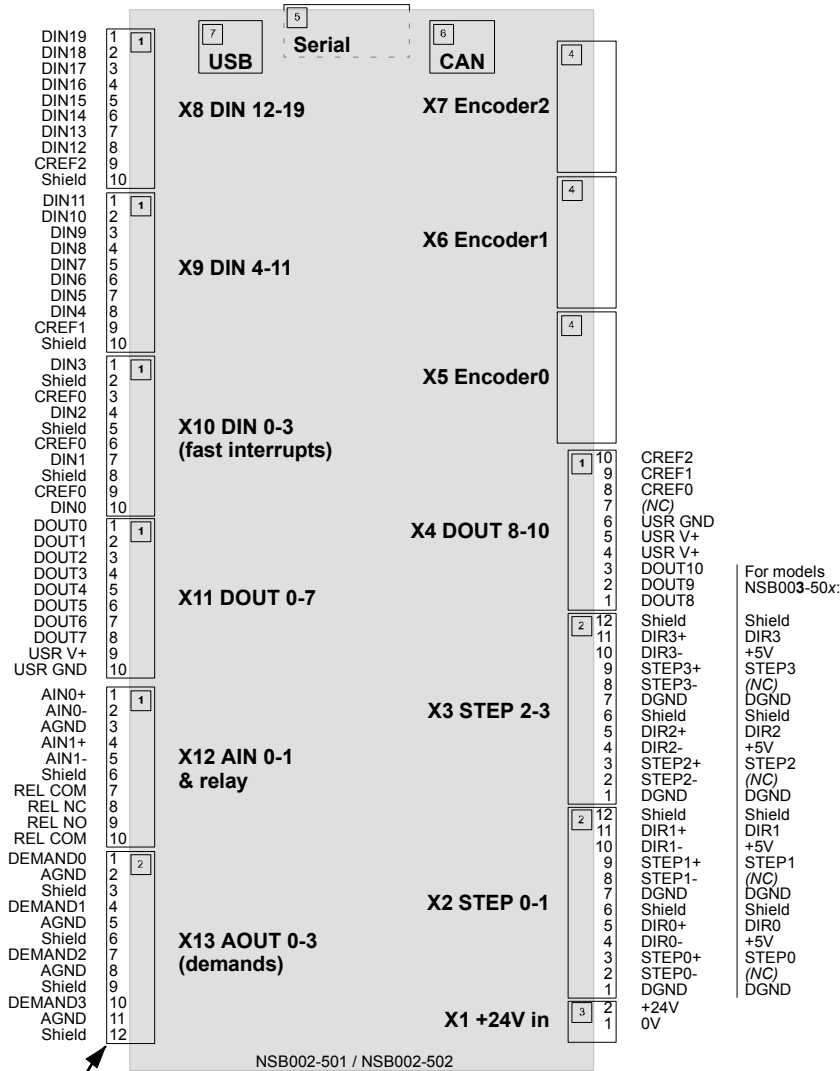 5
7
USB
Serial
6
CAN
DIN19 1
DIN18 2
DIN17 3
DIN16 4
DIN15 5
DIN14 6
DIN13 7
DIN12 8
CREF2 9
Shield 10
1
X8 DIN 12-19
DIN11 1
DIN10 2
DIN9 3
DIN8 4
DIN7 5
DIN6 6
DIN5 7
DIN4 8
CREF1 9
Shield 10
1
X9 DIN 4-11
DIN3 1
Shield 2
CREF0 3
DIN2 4
Shield 5
CREF0 6
DIN1 7
Shield 8
CREF0 9
DIN0 10
1
X10 DIN 0-3
(fast interrupts)
DOUT0 1
DOUT1 2
DOUT2 3
DOUT3 4
DOUT4 5
DOUT5 6
DOUT6 7
DOUT7 8
USR V+ 9
USR GND 10
1
X11 DOUT 0-7
AIN0+ 1
AIN0- 2
AGND 3
AIN1+ 4
AIN1- 5
Shield 6
REL COM 7
REL NC 8
REL NO 9
REL COM 10
1
X12 AIN 0-1
& relay
DEMAND0 1
AGND 2
Shield 3
DEMAND1 4
AGND 5
Shield 6
DEMAND2 7
AGND 8
Shield 9
DEMAND3 10
AGND 11
Shield 12
2
X13 AOUT 0-3
(demands)
X7 Encoder2
4
X6 Encoder1
4
X5 Encoder0
4
X4 DOUT 8-10
1
10 CREF2
9 CREF1
8 CREF0
7 (NC)
6 USR GND
5 USR V+
4 USR V+
3 DOUT10
2 DOUT9
1 DOUT8
For models
NSB003-50x:
X3 STEP 2-3
2
12 Shield Shield
11 DIR3+ DIR3
10 DIR3- +5V
9 STEP3+ STEP3
8 STEP3- (NC)
7 DGND DGND
6 Shield Shield
5 DIR2+ DIR2
4 DIR2- +5V
3 STEP2+ STEP2
2 STEP2- (NC)
1 DGND DGND
X2 STEP 0-1
2
12 Shield Shield
11 DIR1+ DIR1
10 DIR1- +5V
9 STEP1+ STEP1
8 STEP1- (NC)
7 DGND DGND
6 Shield Shield
5 DIR0+ DIR0
4 DIR0- +5V
3 STEP0+ STEP0
2 STEP0- (NC)
1 DGND DGND
X1 +24V in
3
2 +24V
1 0V
NSB002-501 / NSB002-502